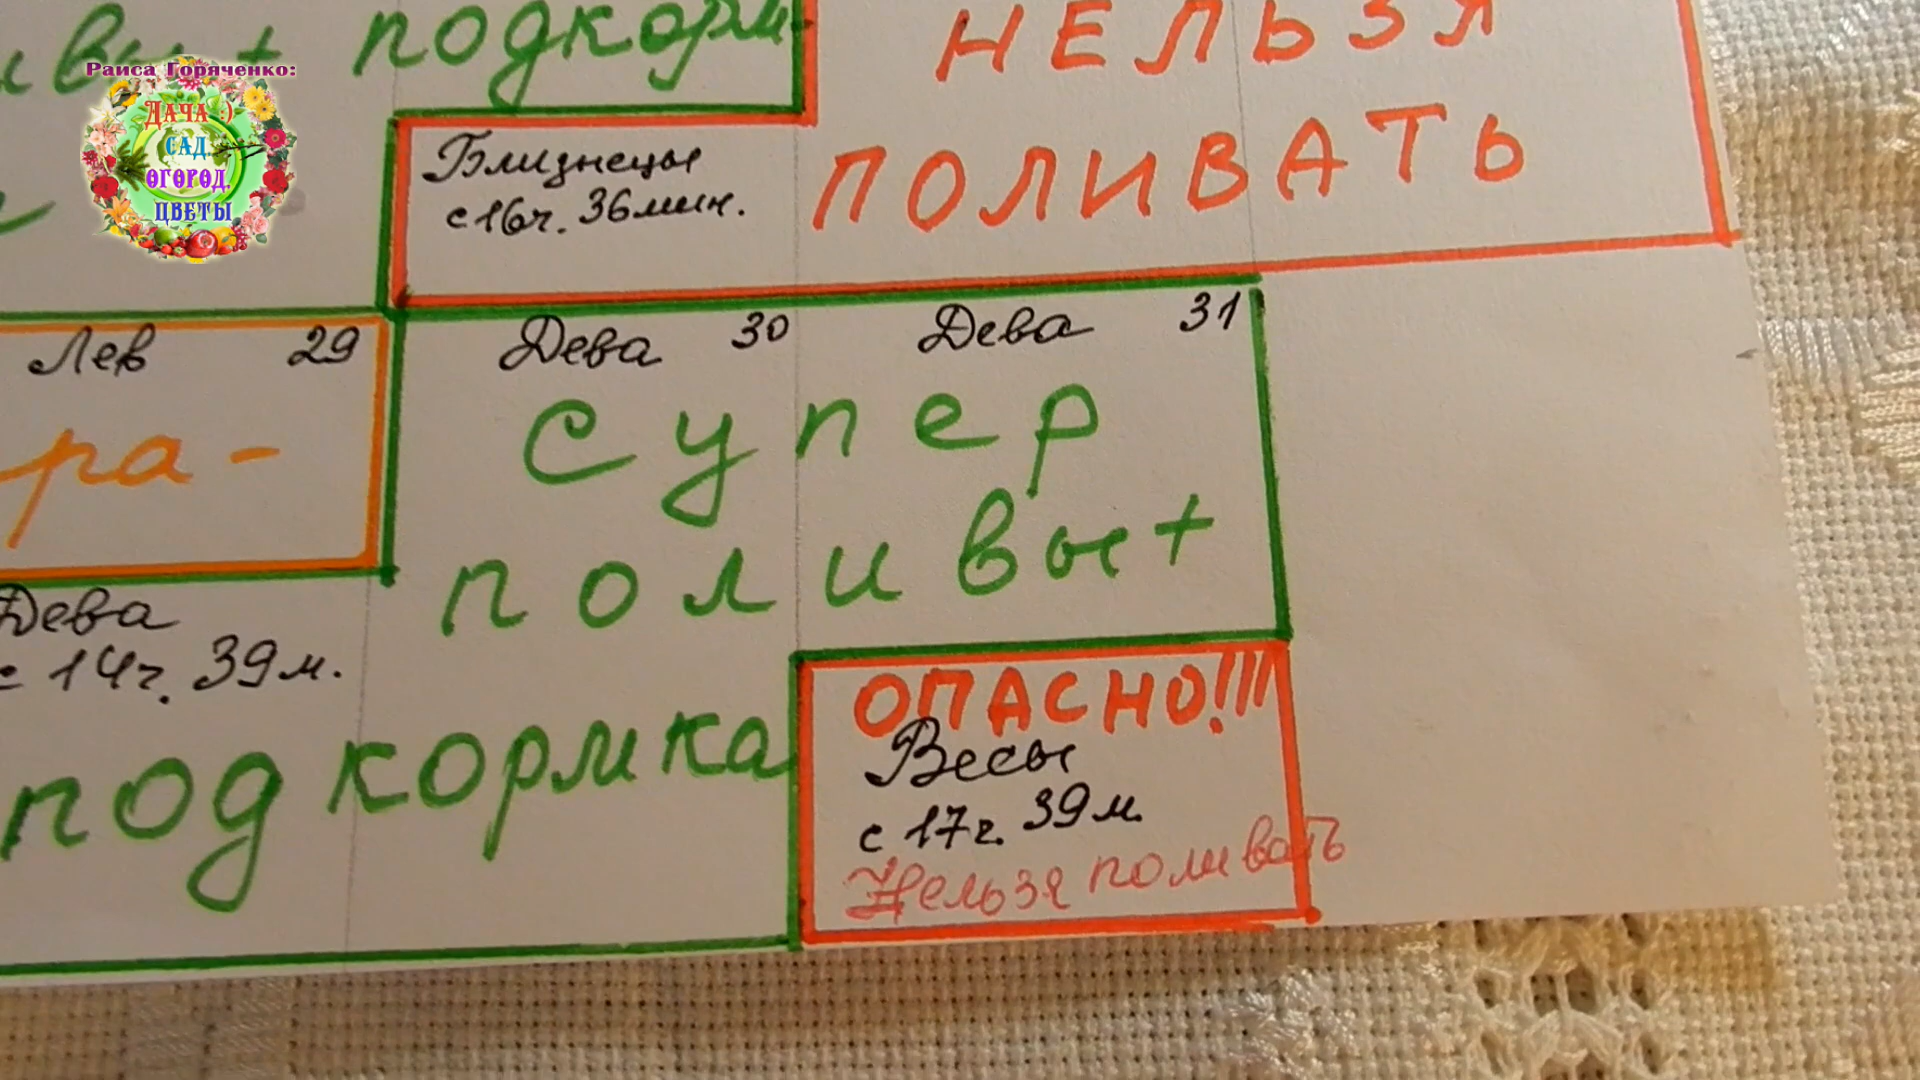 Раиса Горяченко:
Дача :)
сад,
огород,
цветы
подкорм
НЕЛЬЗЯ
ПОЛИВАТЬ
Близнецы
с 16ч. 36мин.
Лев 29
Дева 30
Дева 31
ра-
супер
поливы+
Дева
с 14ч. 39м.
подкормка
ОПАСНО!!!
Весы
с 17ч. 39м.
Нельзя поливать